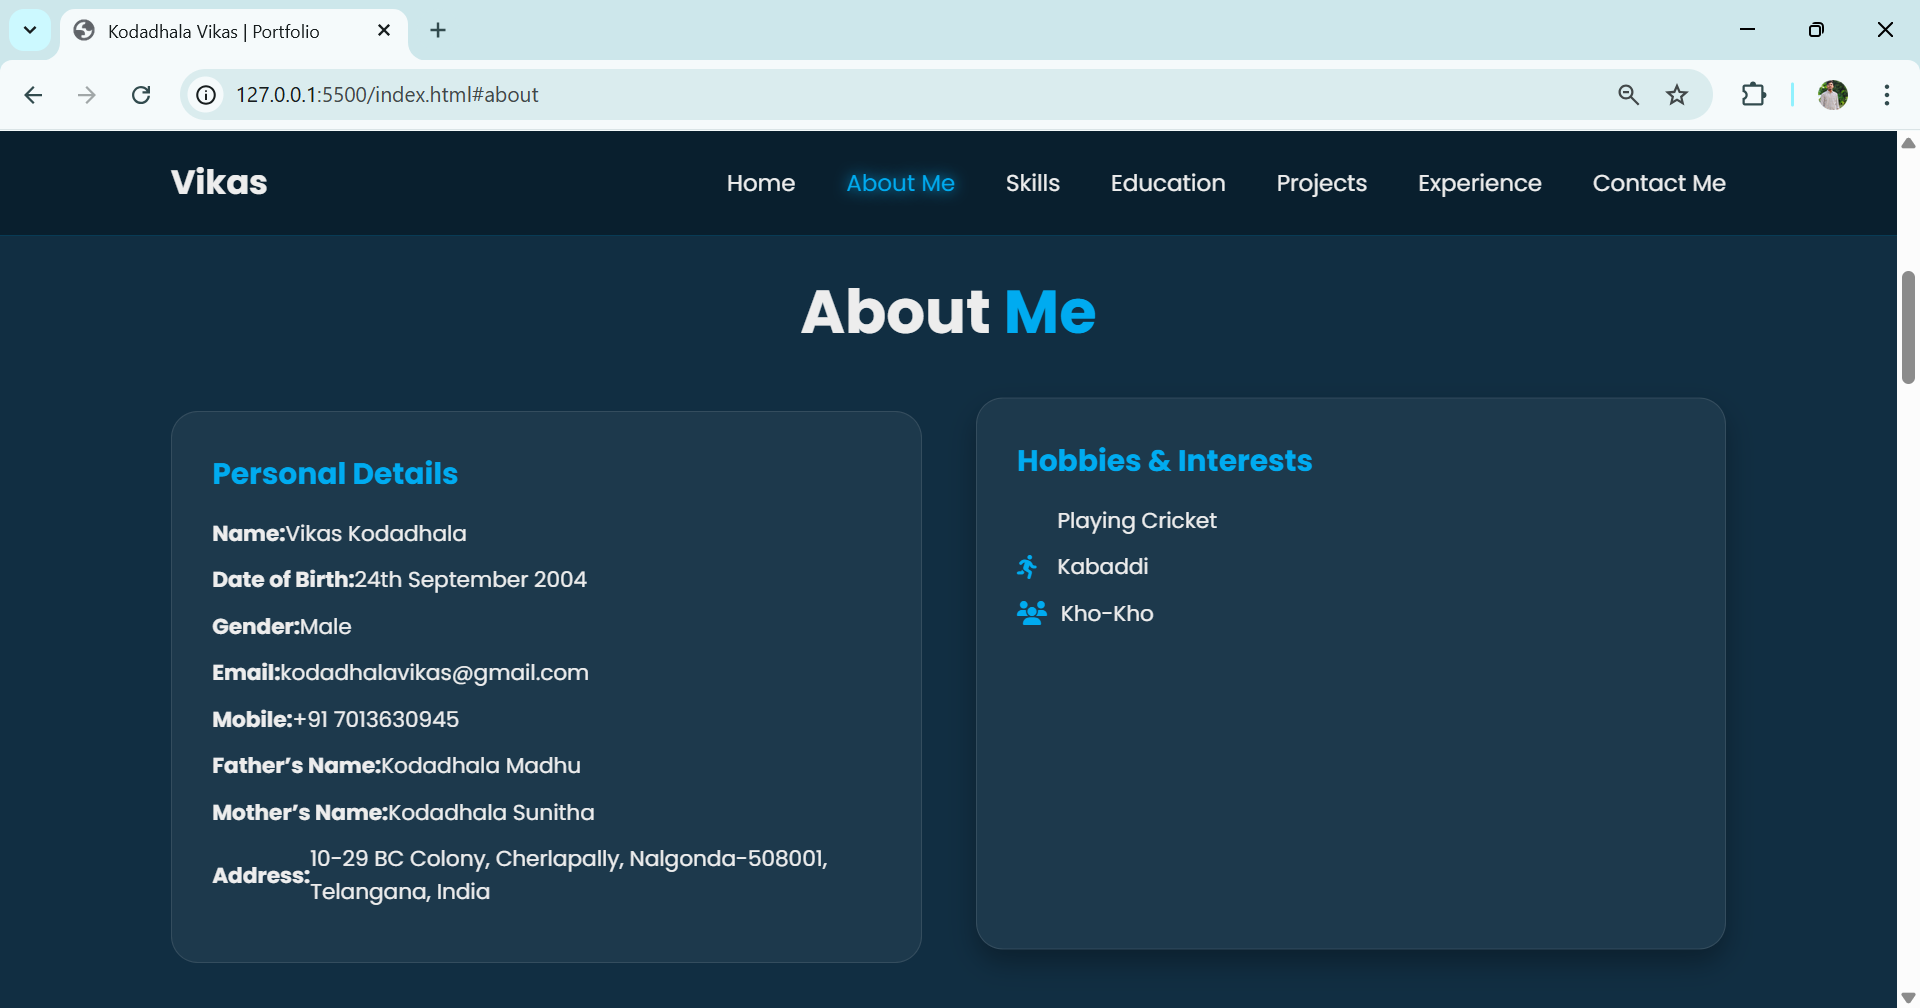 Kodadhala Vikas | Portfolio
127.0.0.1:5500/index.html#about
Vikas
Home
About Me
Skills
Education
Projects
Experience
Contact Me
About Me
Personal Details
Name:Vikas Kodadhala
Date of Birth:24th September 2004
Gender:Male
Email:kodadhalavikas@gmail.com
Mobile:+91 7013630945
Father’s Name:Kodadhala Madhu
Mother’s Name:Kodadhala Sunitha
Address:10-29 BC Colony, Cherlapally, Nalgonda-508001,
Telangana, India
Hobbies & Interests
Playing Cricket
Kabaddi
Kho-Kho